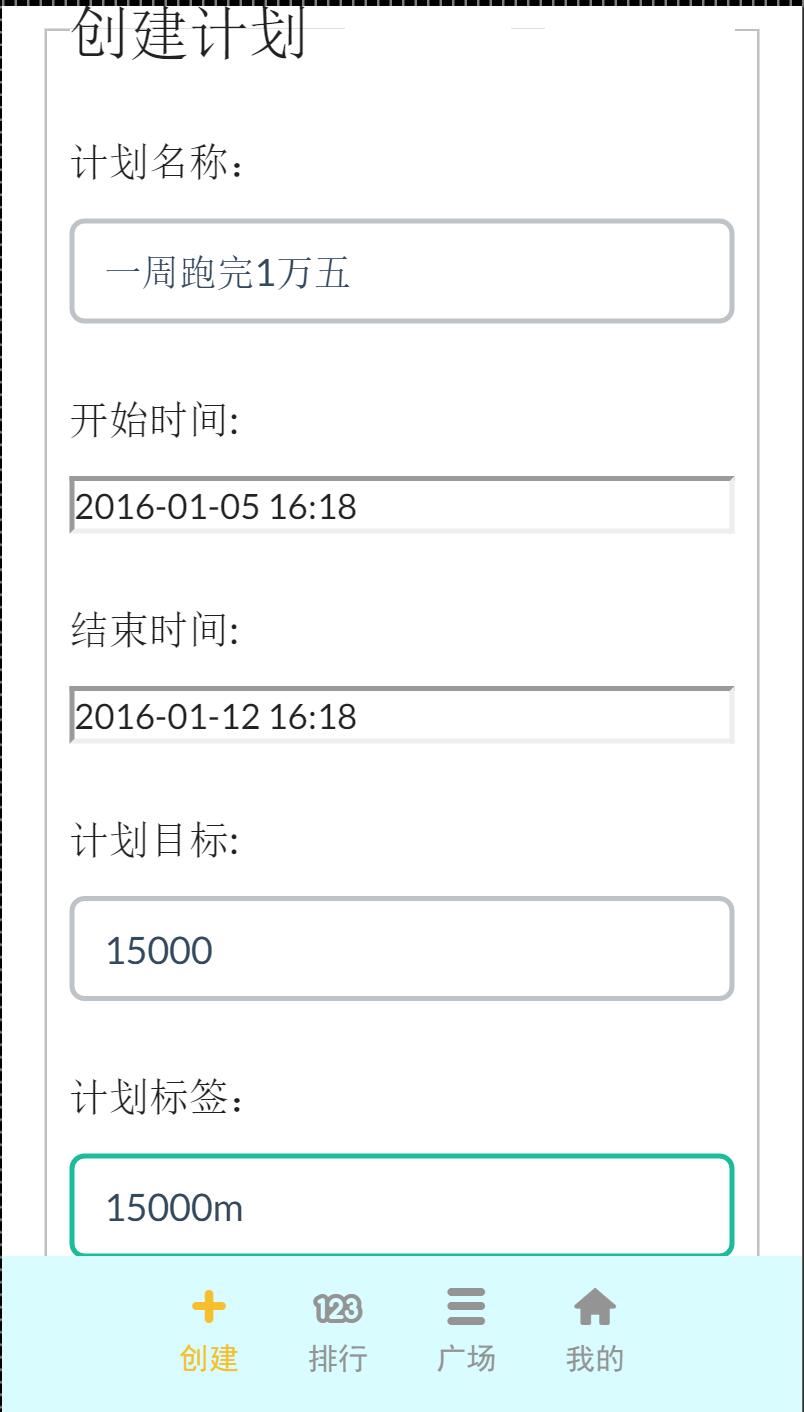 创建计划
计划名称：
一周跑完1万五
开始时间:
2016-01-05 16:18
结束时间:
2016-01-12 16:18
计划目标:
15000
计划标签：
15000m
123
创建 排行 广场 我的